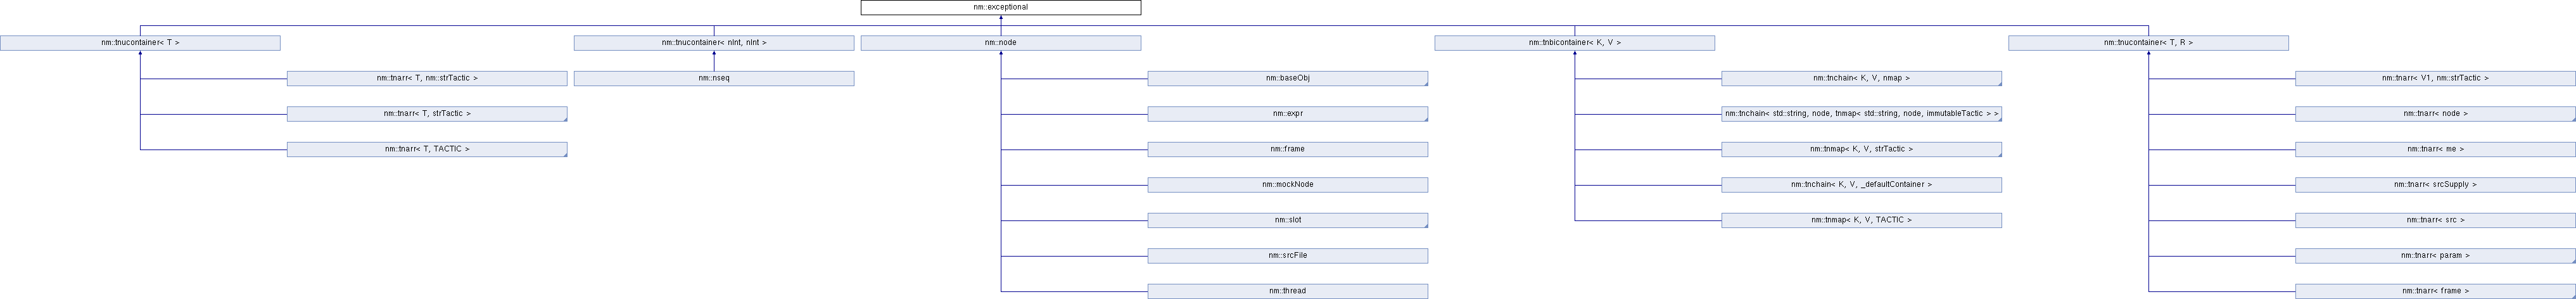 nm::exceptional
nm::tnucontainer< T >
nm::tnucontainer< nInt, nInt >
nm::node
nm::tnbicontainer< K, V >
nm::tnucontainer< T, R >
nm::tnarr< T, nm::strTactic >
nm::nseq
nm::baseObj
nm::tnchain< K, V, nmap >
nm::tnarr< V1, nm::strTactic >
nm::tnarr< T, strTactic >
nm::expr
nm::tnchain< std::string, node, tnmap< std::string, node, immutableTactic > >
nm::tnarr< node >
nm::tnarr< T, TACTIC >
nm::frame
nm::tnmap< K, V, strTactic >
nm::tnarr< me >
nm::mockNode
nm::tnchain< K, V, _defaultContainer >
nm::tnarr< srcSupply >
nm::slot
nm::tnmap< K, V, TACTIC >
nm::tnarr< src >
nm::srcFile
nm::tnarr< param >
nm::thread
nm::tnarr< frame >